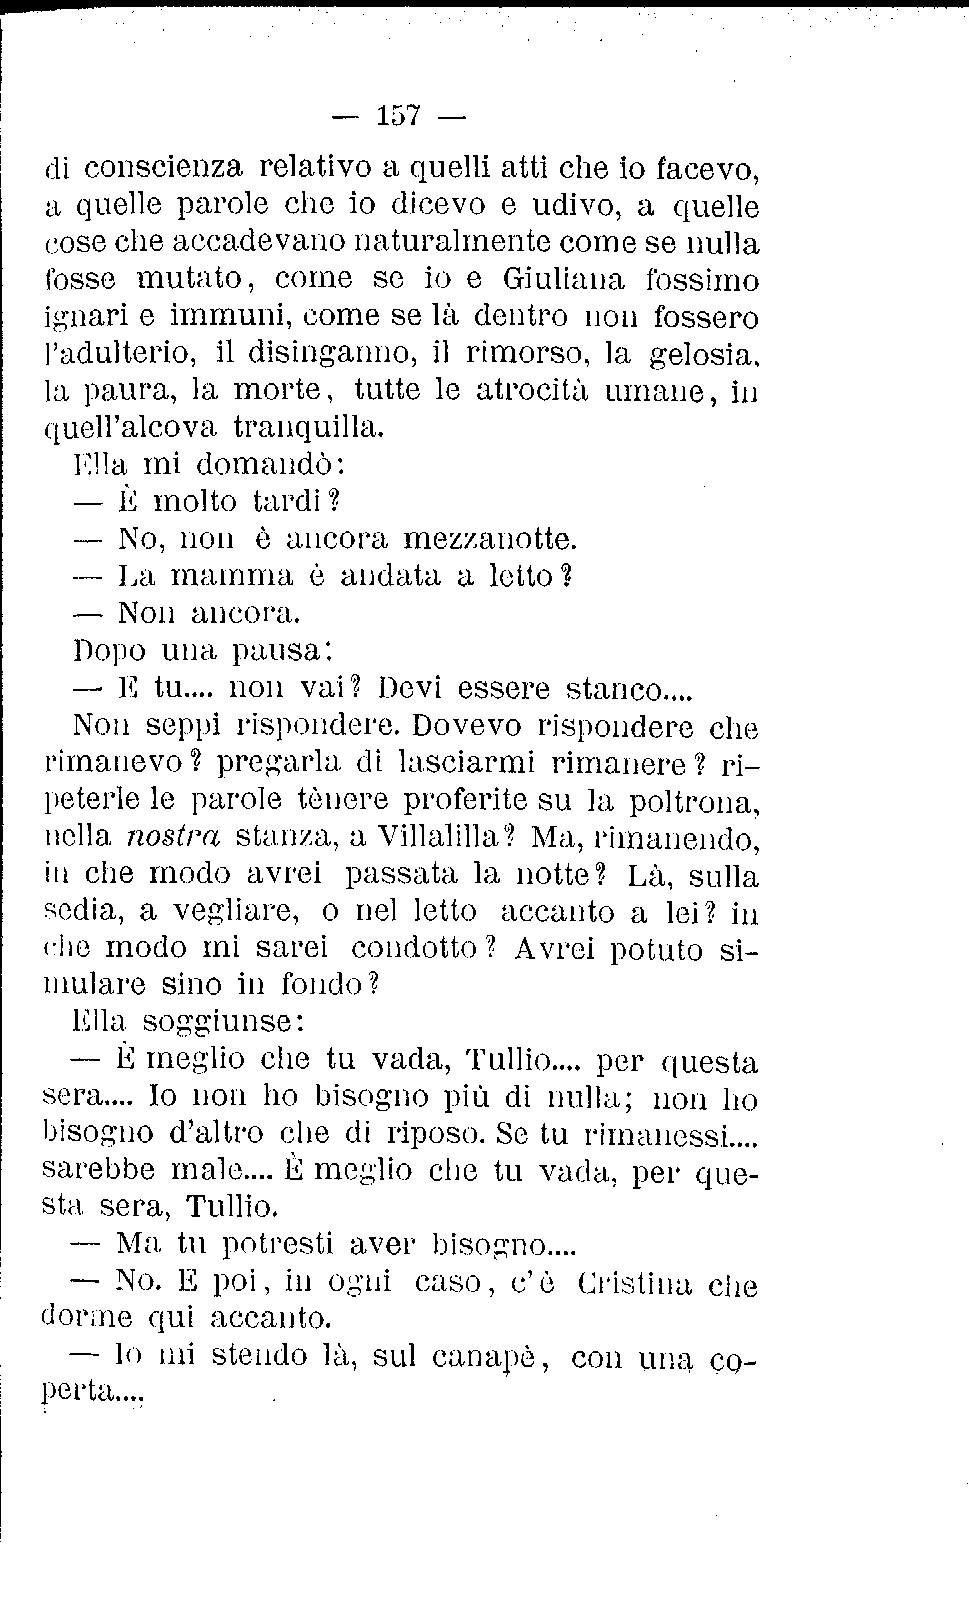 — 157 —
di conscienza relativo a quelli atti che io facevo,
a quelle parole che io dicevo e udivo, a quelle
cose che accadevano naturalmente come se nulla
fosse mutato, come se io e Giuliana fossimo
ignari e immuni, come se là dentro non fossero
l'adulterio, il disinganno, il rimorso, la gelosia,
la paura, la morte, tutte le atrocità umane, in
quell'alcova tranquilla.
Ella mi domandò:
— È molto tardi?
— No, non è ancora mezzanotte.
— La mamma è andata a letto?
— Non ancora.
Dopo una pausa:
— E tu.... non vai? Devi essere stanco....
Non seppi rispondere. Dovevo rispondere che
rimanevo? pregarla di lasciarmi rimanere? ri-
peterle le parole tènere proferite su la poltrona,
nella nostra stanza, a Villalilla? Ma, rimanendo,
in che modo avrei passata la notte? Là, sulla
sedia, a vegliare, o nel letto accanto a lei? in
che modo mi sarei condotto? Avrei potuto si-
mulare sino in fondo?
Ella soggiunse:
— È meglio che tu vada, Tullio.... per questa
sera.... Io non ho bisogno più di nulla; non ho
bisogno d'altro che di riposo. Se tu rimanessi....
sarebbe male.... È meglio che tu vada, per que-
sta sera, Tullio.
— Ma tu potresti aver bisogno....
— No. E poi, in ogni caso, c'è Cristina che
dorme qui accanto.
— Io mi stendo là, sul canapè, con una co-
perta....